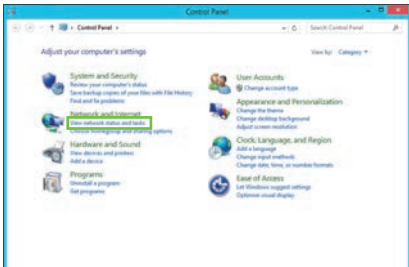 Control Panel
Control Panel
Search Control Panel
Adjust your computer's settings
View by: Category
System and Security
Review your computer's status
Save backup copies of your files with File History
Find and fix problems
Network and Internet
View network status and tasks
Choose homegroup and sharing options
Hardware and Sound
View devices and printers
Add a device
Programs
Uninstall a program
Get programs
User Accounts
Change account type
Appearance and Personalization
Change the theme
Change desktop background
Adjust screen resolution
Clock, Language, and Region
Add a language
Change input methods
Change date, time, or number formats
Ease of Access
Let Windows suggest settings
Optimize visual display